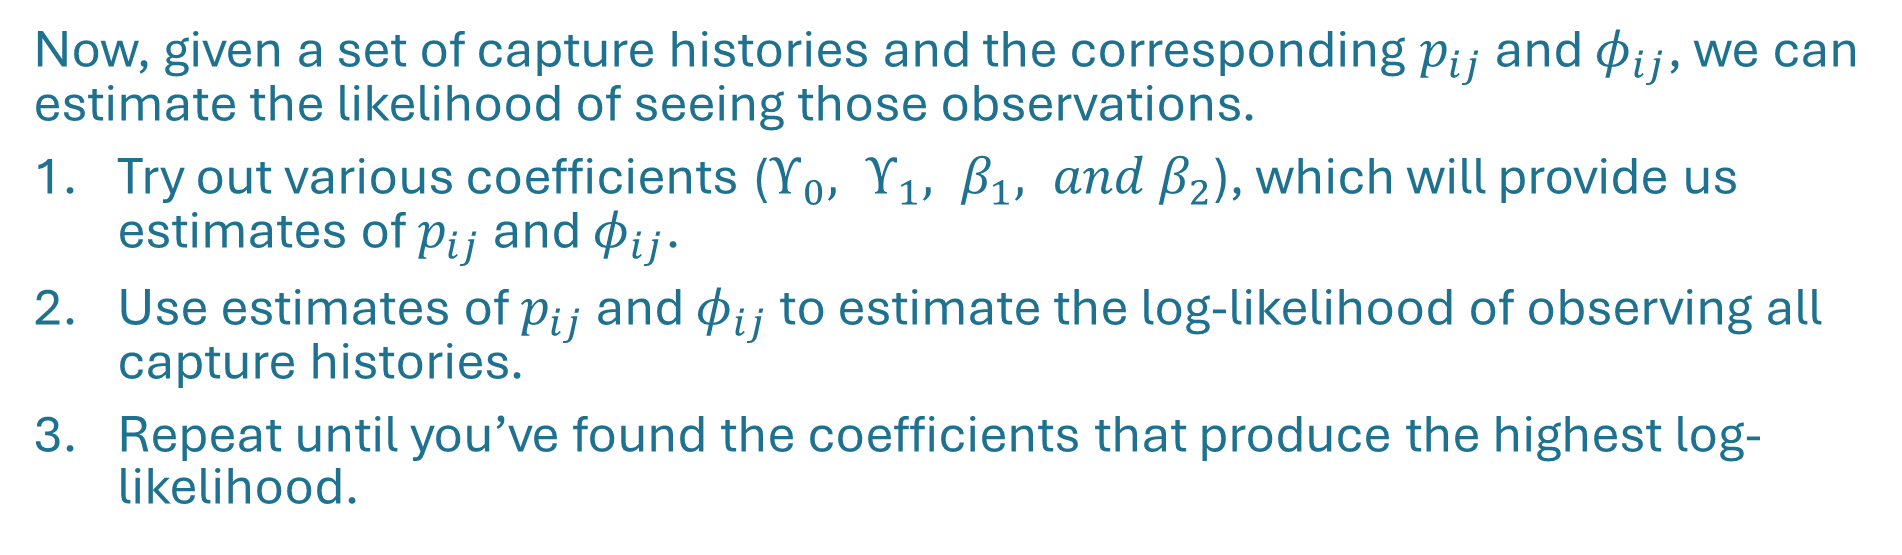 Now, given a set of capture histories and the corresponding 𝑝𝑖𝑗 and 𝜙𝑖𝑗, we can
estimate the likelihood of seeing those observations.
1. Try out various coefficients (ϒ0, ϒ1, 𝛽1, 𝑎𝑛𝑑 𝛽2), which will provide us
estimates of 𝑝𝑖𝑗 and 𝜙𝑖𝑗.
2. Use estimates of 𝑝𝑖𝑗 and 𝜙𝑖𝑗 to estimate the log-likelihood of observing all
capture histories.
3. Repeat until you’ve found the coefficients that produce the highest log-
likelihood.